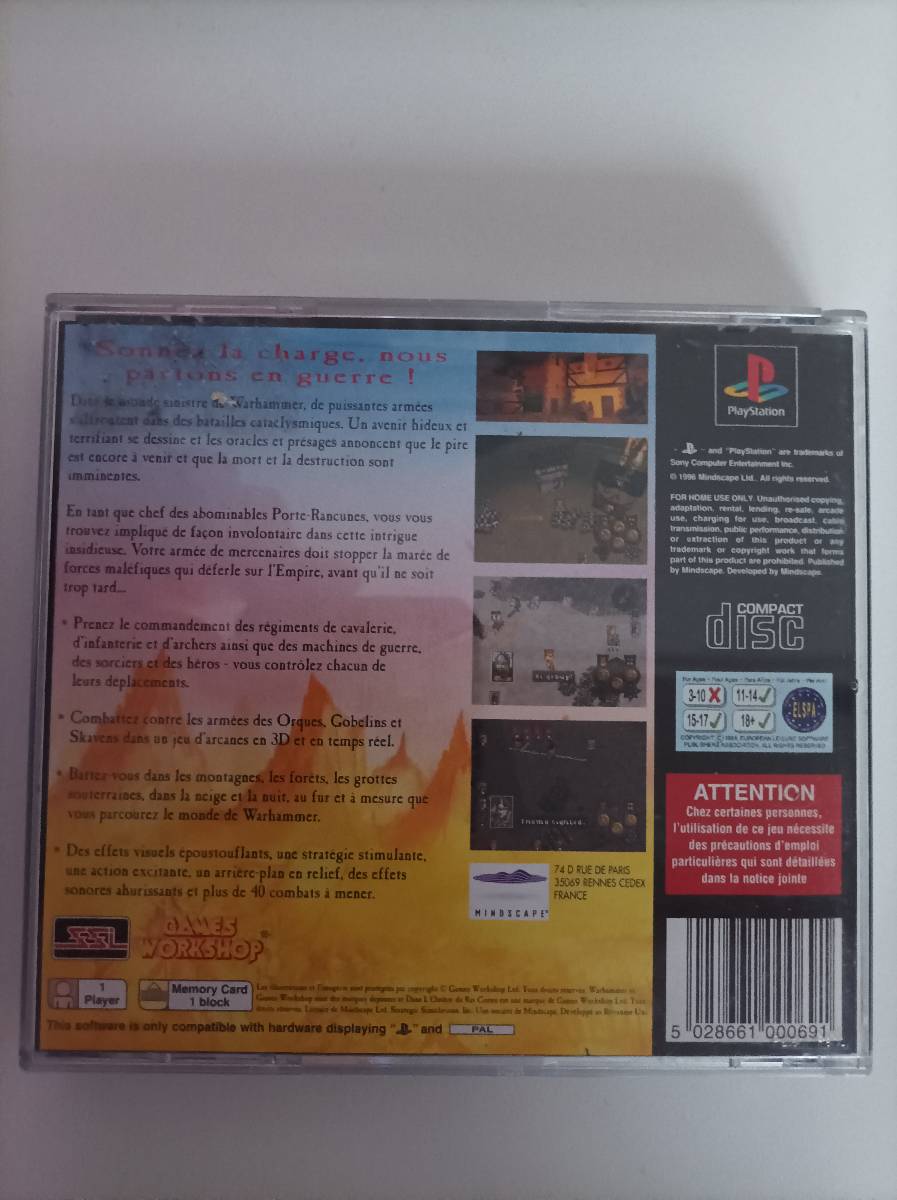 Sonnez la charge, nous
partons en guerre !
Dans le monde sinistre de Warhammer, de puissantes armées
s'affrontent dans des batailles cataclysmiques. Un avenir hideux et
terrifiant se dessine et les oracles et présages annoncent que le pire
est encore à venir et que la mort et la destruction sont
imminentes.
En tant que chef des abominables Porte-Rancunes, vous vous
trouvez impliqué de façon involontaire dans cette intrigue
insidieuse. Votre armée de mercenaires doit stopper la marée de
forces maléfiques qui déferle sur l'Empire, avant qu'il ne soit
trop tard...
• Prenez le commandement des régiments de cavalerie,
d'infanterie et d'archers ainsi que des machines de guerre,
des sorciers et des héros - vous contrôlez chacun de
leurs déplacements.
• Combattez contre les armées des Orques, Gobelins et
Skavens dans un jeu d'arcanes en 3D et en temps réel.
• Battez-vous dans les montagnes, les forêts, les grottes
souterraines, dans la neige et la nuit, au fur et à mesure que
vous parcourez le monde de Warhammer.
• Des effets visuels époustouflants, une stratégie stimulante,
une action excitante, un arrière-plan en relief, des effets
sonores ahurissants et plus de 40 combats à mener.
SSI
GAMES
WORKSHOP®
1
Player
Memory Card
1 block
This software is only compatible with hardware displaying " " and PAL
MINDSCAPE
74 D RUE DE PARIS
35069 RENNES CEDEX
FRANCE
PlayStation
and "PlayStation" are trademarks of
Sony Computer Entertainment Inc.
© 1996 Mindscape Ltd.. All rights reserved.
FOR HOME USE ONLY. Unauthorised copying,
adaptation, rental, lending, re-sale, arcade
use, charging for use, broadcast, cable
transmission, public performance, distribution
or extraction of this product or any
trademark or copyright work that forms
part of this product are prohibited. Published
by Mindscape. Developed by Mindscape.
COMPACT
disc
3-10 11-14
15-17 18+
ELSPA
COPYRIGHT © 1994, EUROPEAN LEISURE SOFTWARE
PUBLISHERS ASSOCIATION, ALL RIGHTS RESERVED
ATTENTION
Chez certaines personnes,
l'utilisation de ce jeu nécessite
des précautions d'emploi
particulières qui sont détaillées
dans la notice jointe
5 028661 000691